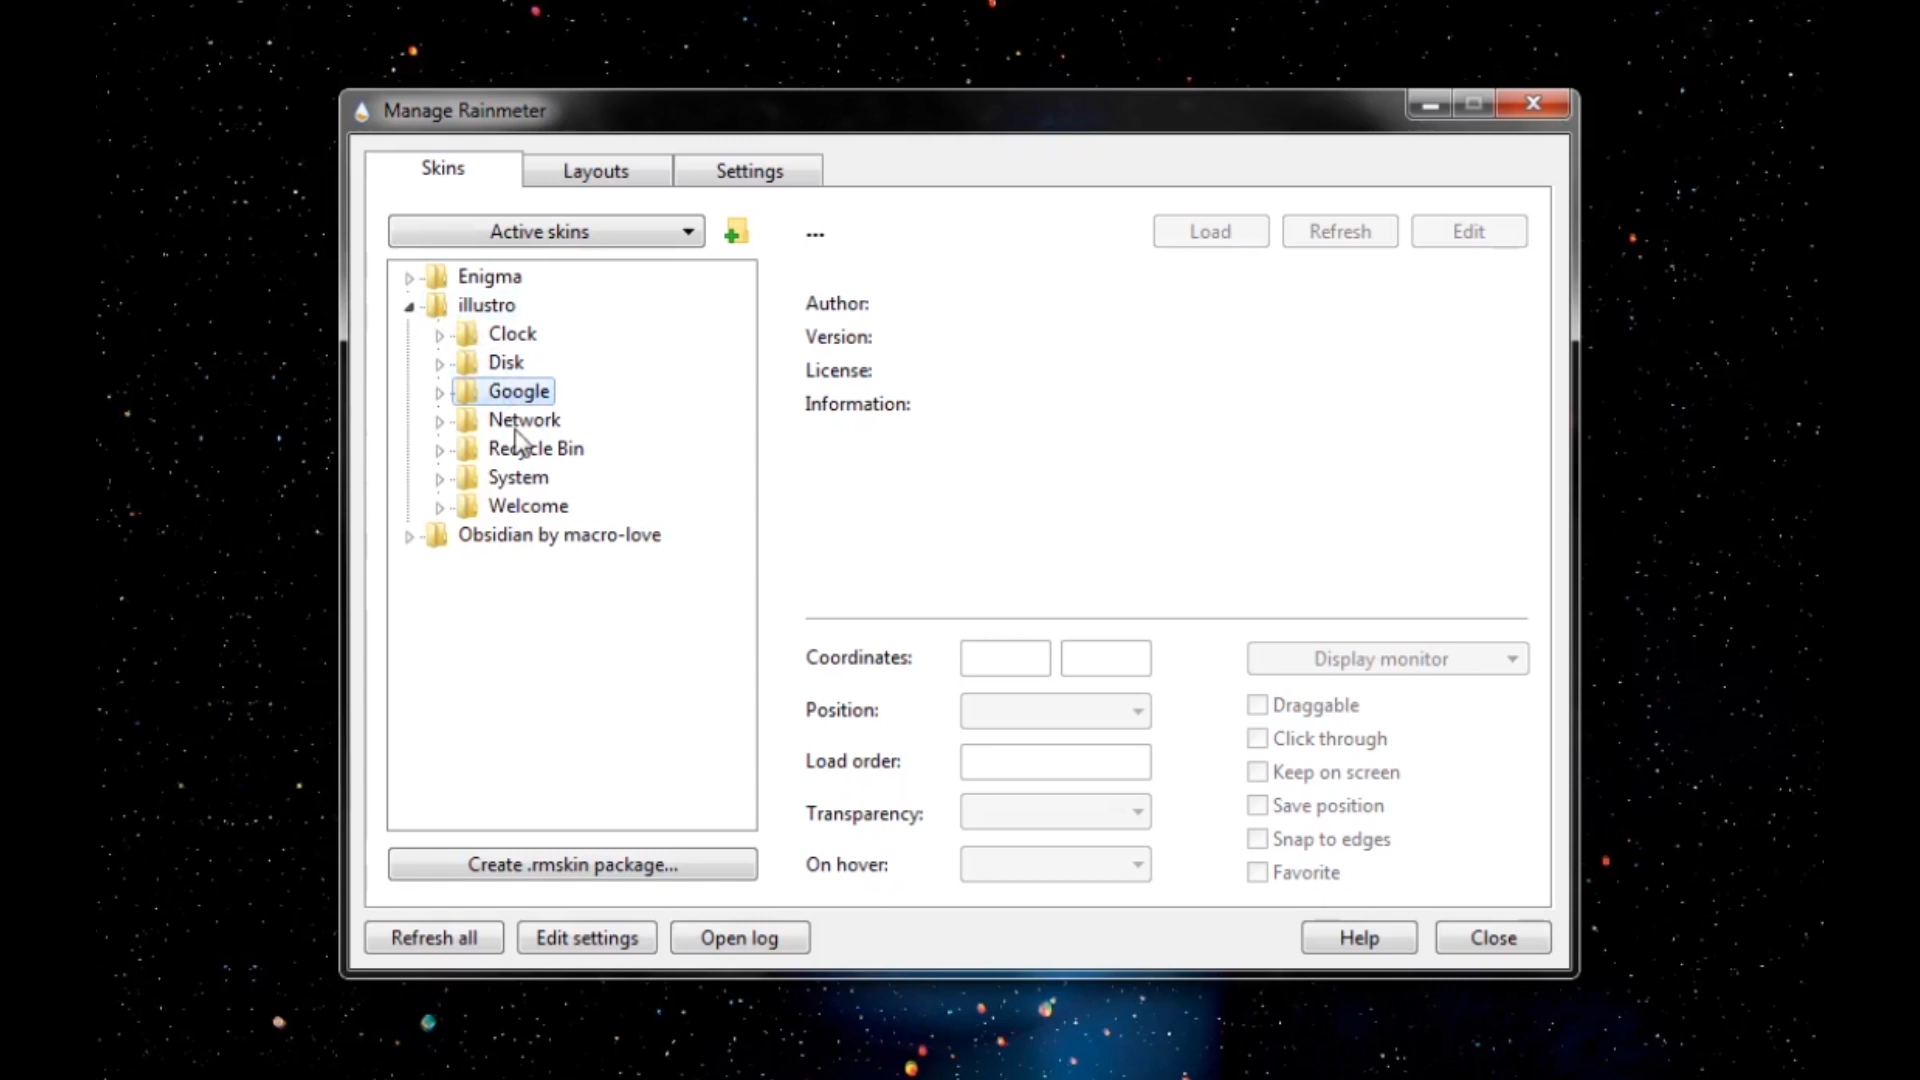 Manage Rainmeter
Skins
Layouts
Settings
Active skins
...
Load
Refresh
Edit
Enigma
illustro
Clock
Disk
Google
Network
Recycle Bin
System
Welcome
Obsidian by macro-love
Author:
Version:
License:
Information:
Coordinates:
Display monitor
Position:
Load order:
Transparency:
On hover:
Draggable
Click through
Keep on screen
Save position
Snap to edges
Favorite
Create .rmskin package...
Refresh all
Edit settings
Open log
Help
Close